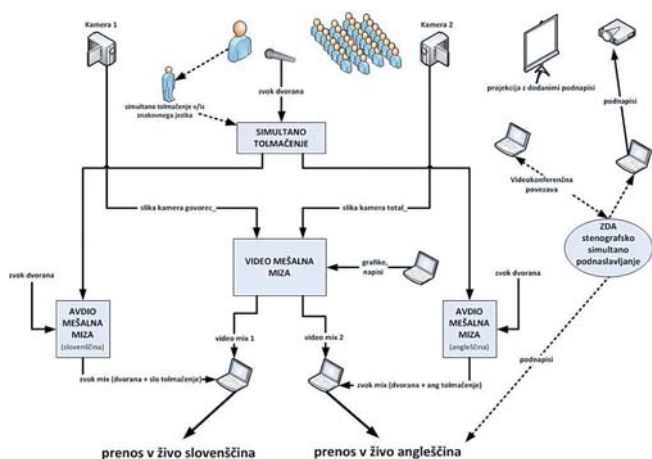 Kamera 1
Kamera 2
zvok dvorana
simultano tolmačenje v/iz
znakovnega jezika
projekcija z dodanimi podnapisi
podnapisi
SIMULTANO
TOLMAČENJE
Videokonferenčna
povezava
slika kamera govorec_
slika kamera total_
ZDA
stenografsko
simultano
podnaslavljanje
VIDEO MEŠALNA
MIZA
grafike,
napisi
zvok dvorana
zvok dvorana
AVDIO
MEŠALNA
MIZA
(slovenščina)
AVDIO
MEŠALNA
MIZA
(angleščina)
video mix 1
video mix 2
podnapisi
zvok mix (dvorana + slo tolmačenje)
zvok mix (dvorana + ang tolmačenje)
prenos v živo slovenščina
prenos v živo angleščina